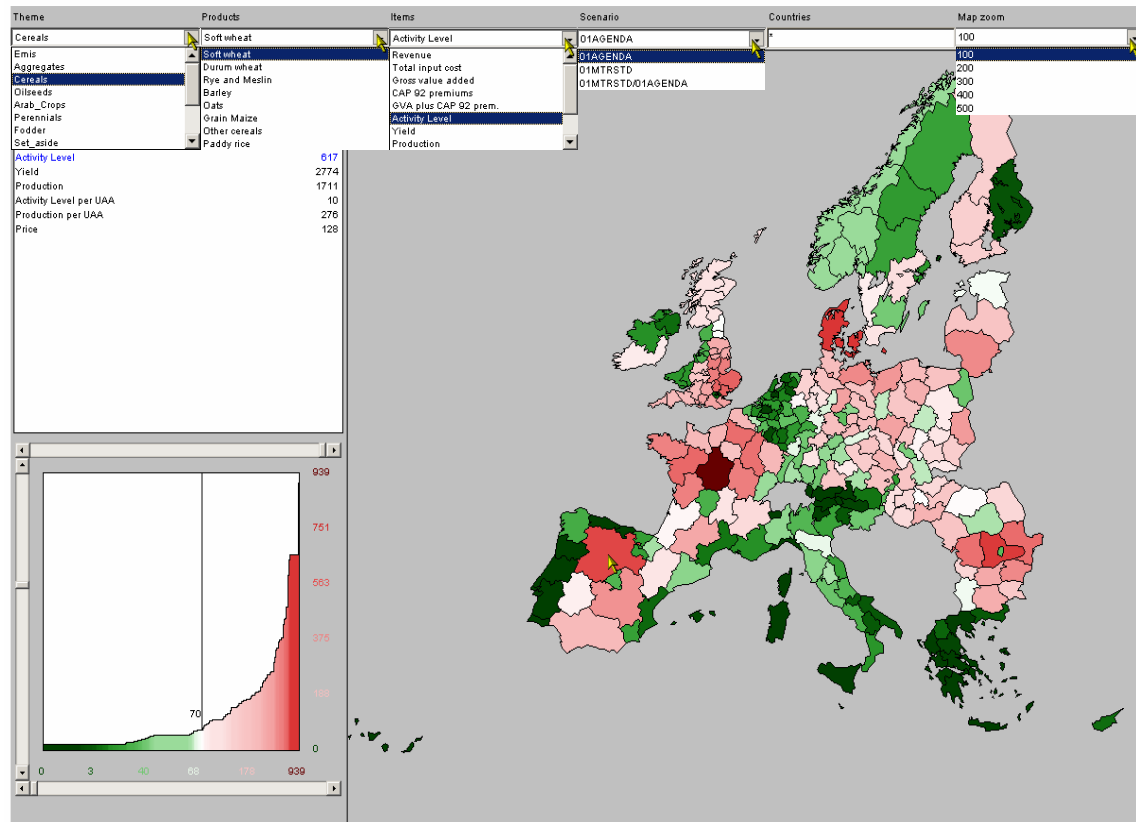 Theme Products Items Scenario Countries Map zoom
Cereals Soft wheat Activity Level 01AGENDA * 100
Emis Soft wheat Revenue 01AGENDA 100
Aggregates Durum wheat Total input cost 01MTRSTD 200
Cereals Rye and Meslin Gross value added 01MTRSTD/01AGENDA 300
Oilseeds Barley CAP 92 premiums 400
Arab_Crops Oats GVA plus CAP 92 prem. 500
Perennials Grain Maize Activity Level
Fodder Other cereals Yield
Set_aside Paddy rice Production
Activity Level 617
Yield 2774
Production 1711
Activity Level per UAA 10
Production per UAA 276
Price 128
939
751
563
375
188
70
0
0 3 40 68 178 939